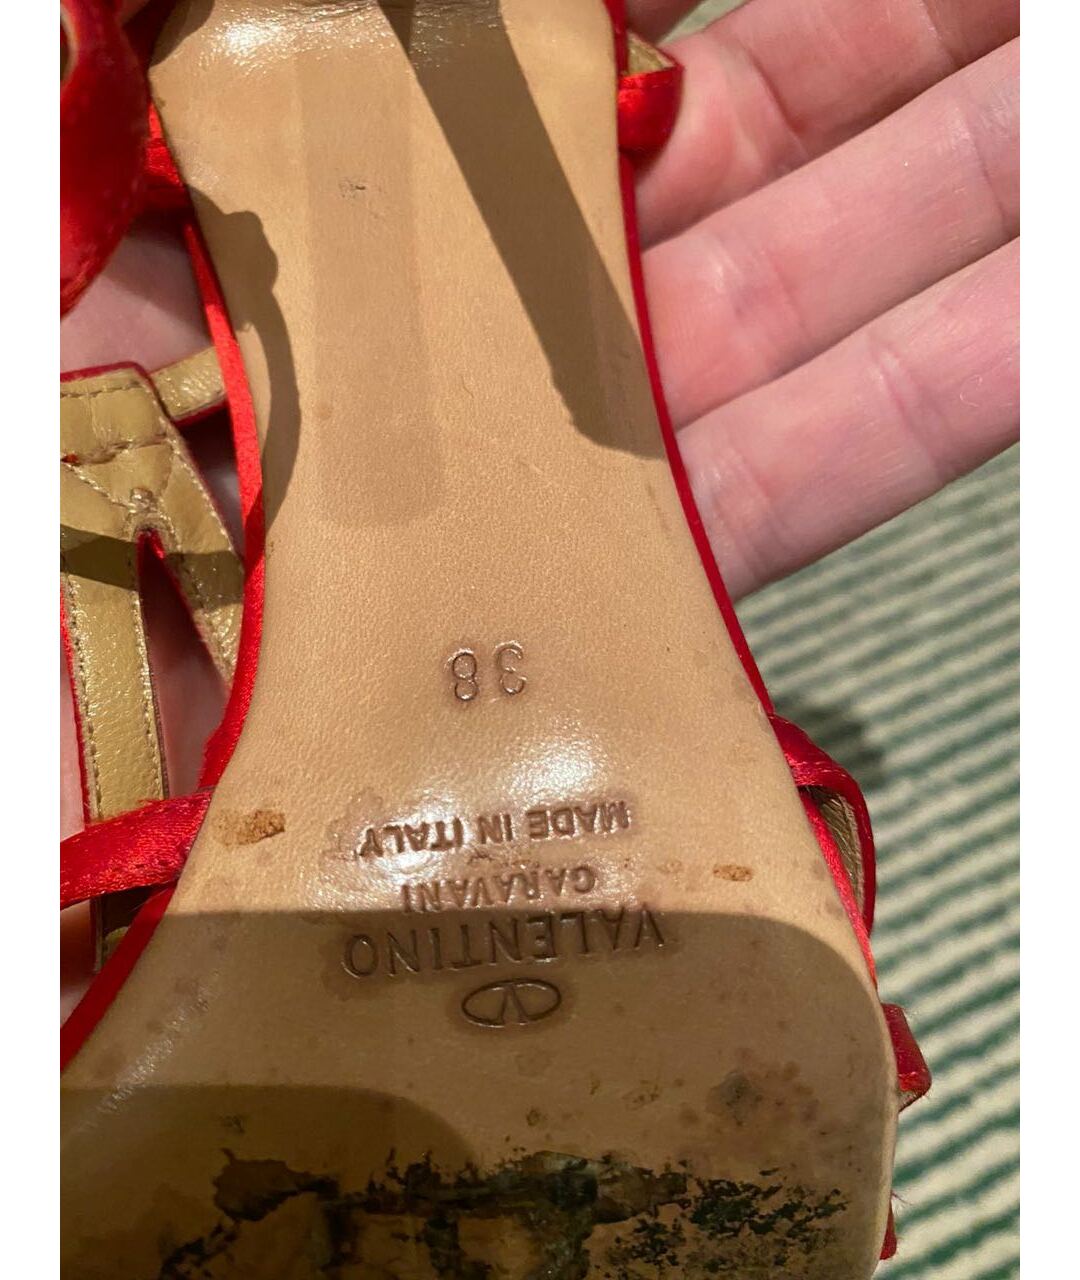 VALENTINO
GARAVANI
MADE IN ITALY
38